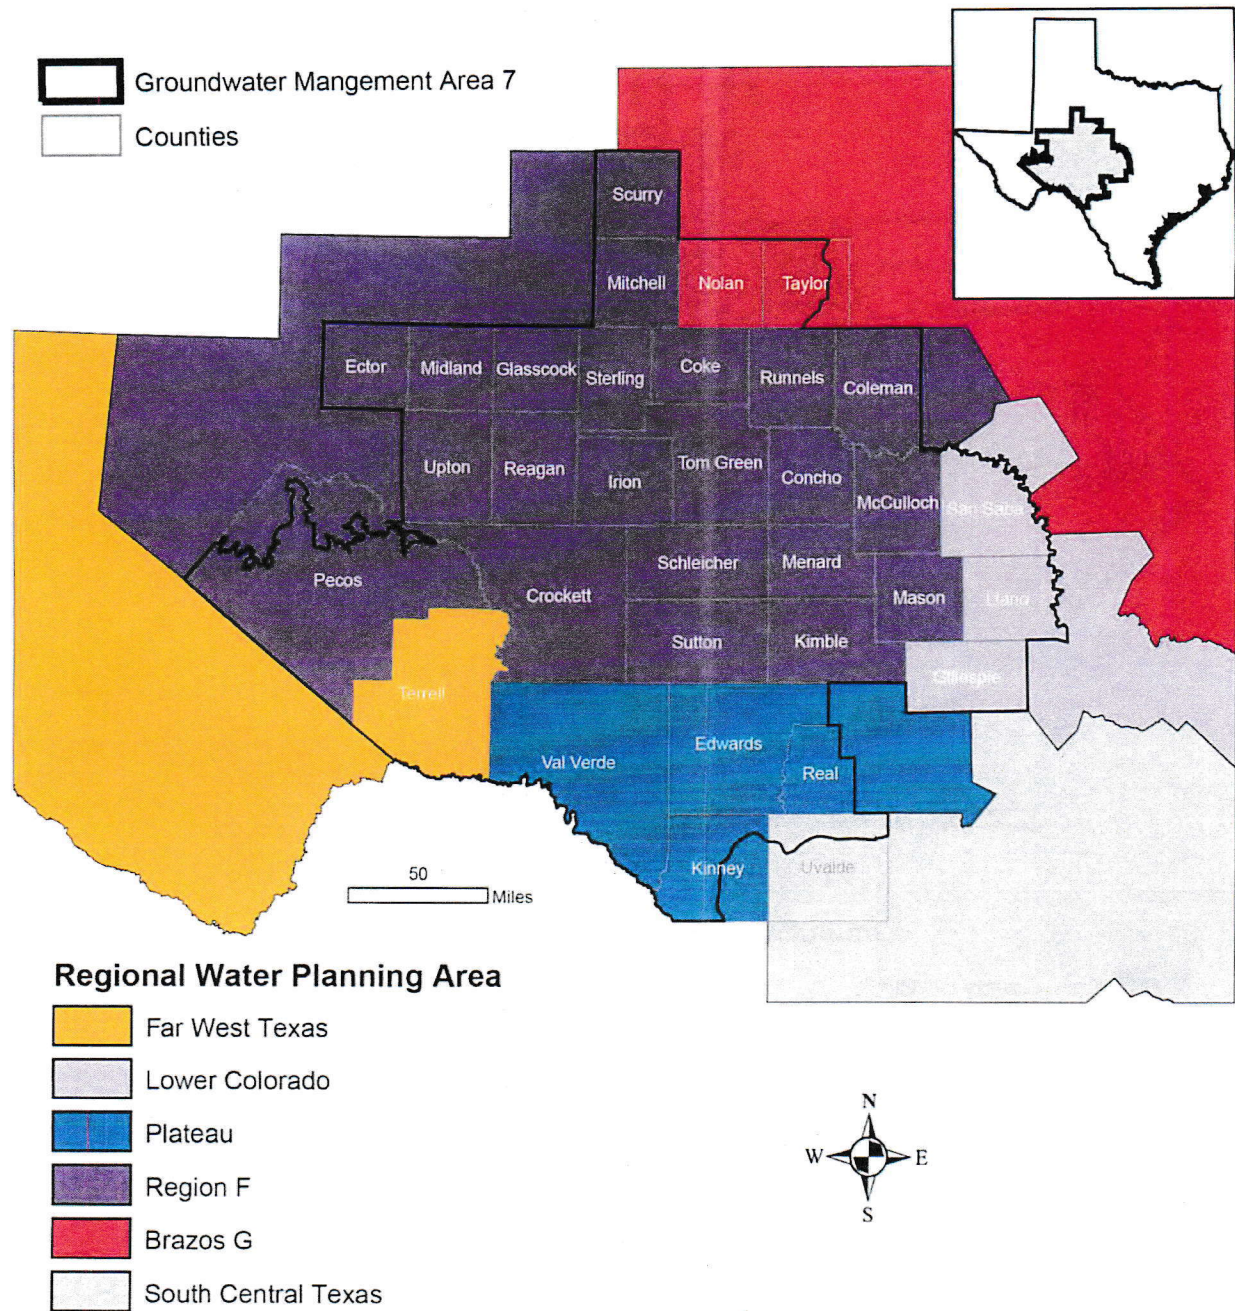 Groundwater Mangement Area 7
Counties
Scurry
Mitchell
Nolan
Taylor
Ector
Midland
Glasscock
Sterling
Coke
Runnels
Coleman
Upton
Reagan
Irion
Tom Green
Concho
McCulloch
San Saba
Pecos
Crockett
Schleicher
Menard
Mason
Llano
Sutton
Kimble
Gillespie
Terrell
Val Verde
Edwards
Real
Kinney
Uvalde
50
Miles
Regional Water Planning Area
Far West Texas
Lower Colorado
Plateau
Region F
Brazos G
South Central Texas
N
W
E
S